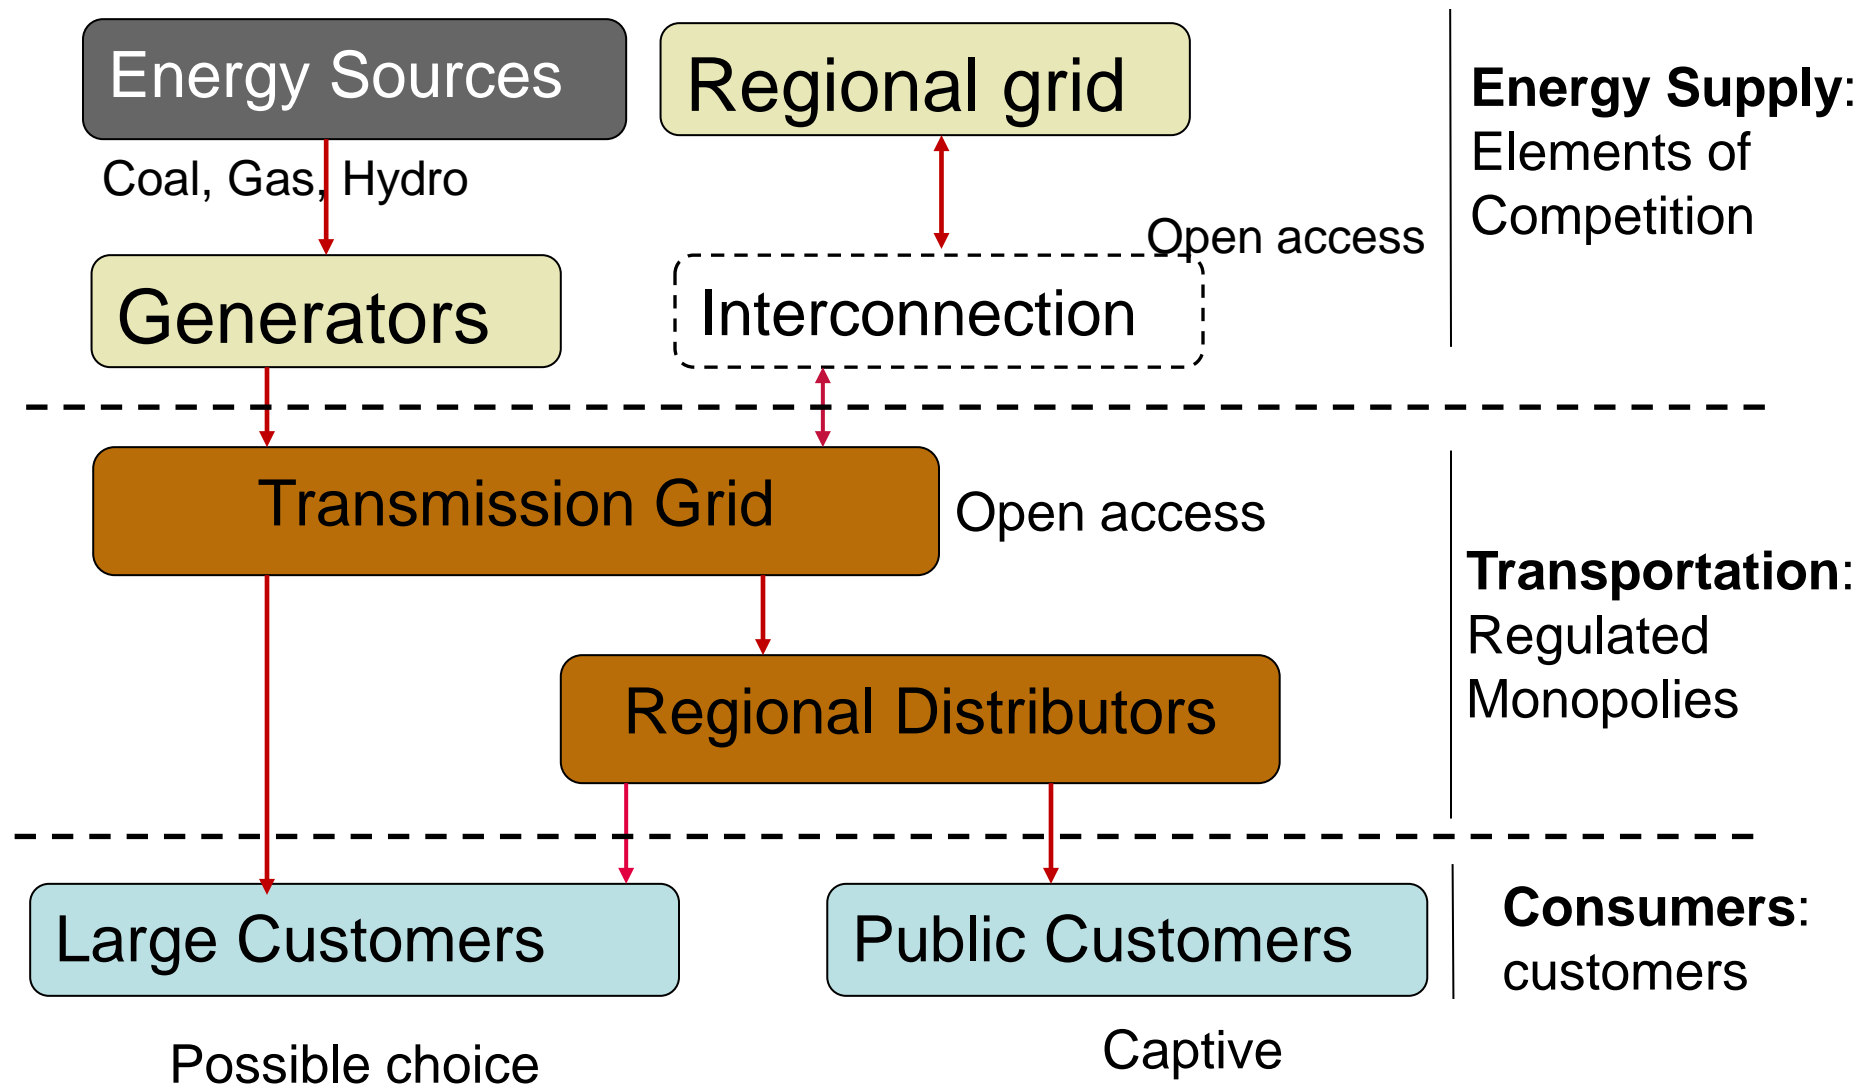 Energy Sources
Regional grid
Energy Supply:
Elements of
Competition
Coal, Gas, Hydro
Open access
Generators
Interconnection
Transmission Grid
Open access
Transportation:
Regulated
Monopolies
Regional Distributors
Large Customers
Public Customers
Consumers:
customers
Possible choice
Captive